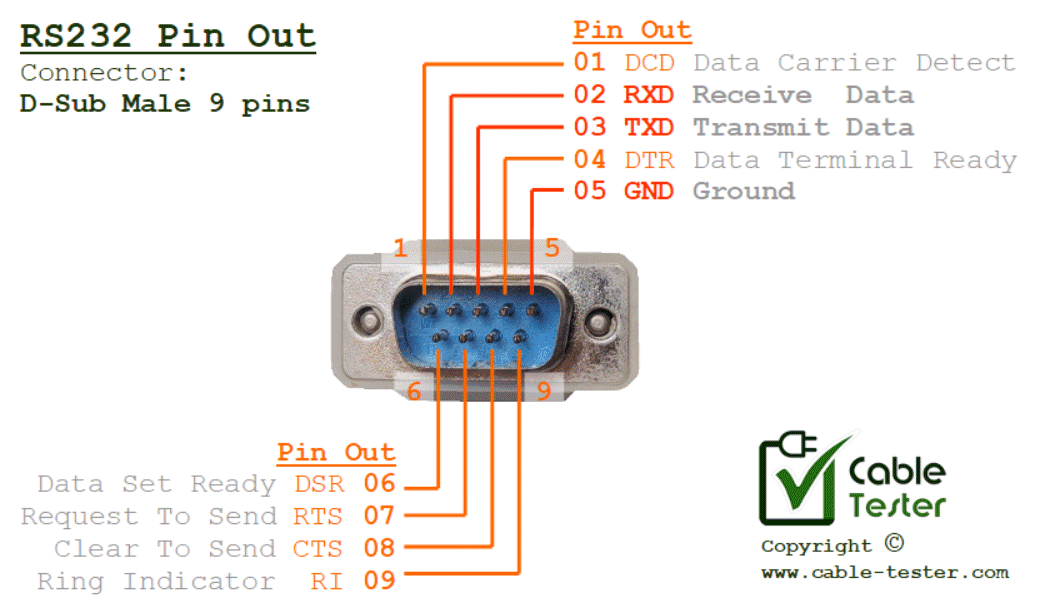 RS232 Pin Out
Connector:
D-Sub Male 9 pins
Pin Out
01 DCD Data Carrier Detect
02 RXD Receive Data
03 TXD Transmit Data
04 DTR Data Terminal Ready
05 GND Ground
1 5
6 9
Pin Out
Data Set Ready DSR 06
Request To Send RTS 07
Clear To Send CTS 08
Ring Indicator RI 09
Cable
Tester
Copyright ©
www.cable-tester.com